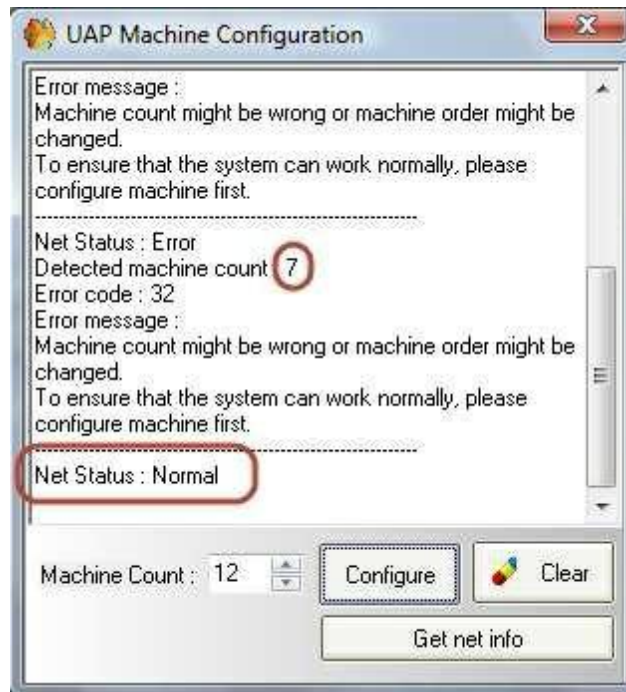 UAP Machine Configuration
Error message :
Machine count might be wrong or machine order might be
changed.
To ensure that the system can work normally, please
configure machine first.
------------------------------------------------------------
Net Status : Error
Detected machine count 7
Error code : 32
Error message :
Machine count might be wrong or machine order might be
changed.
To ensure that the system can work normally, please
configure machine first.
------------------------------------------------------------
Net Status : Normal
Machine Count : 12
Configure
Clear
Get net info